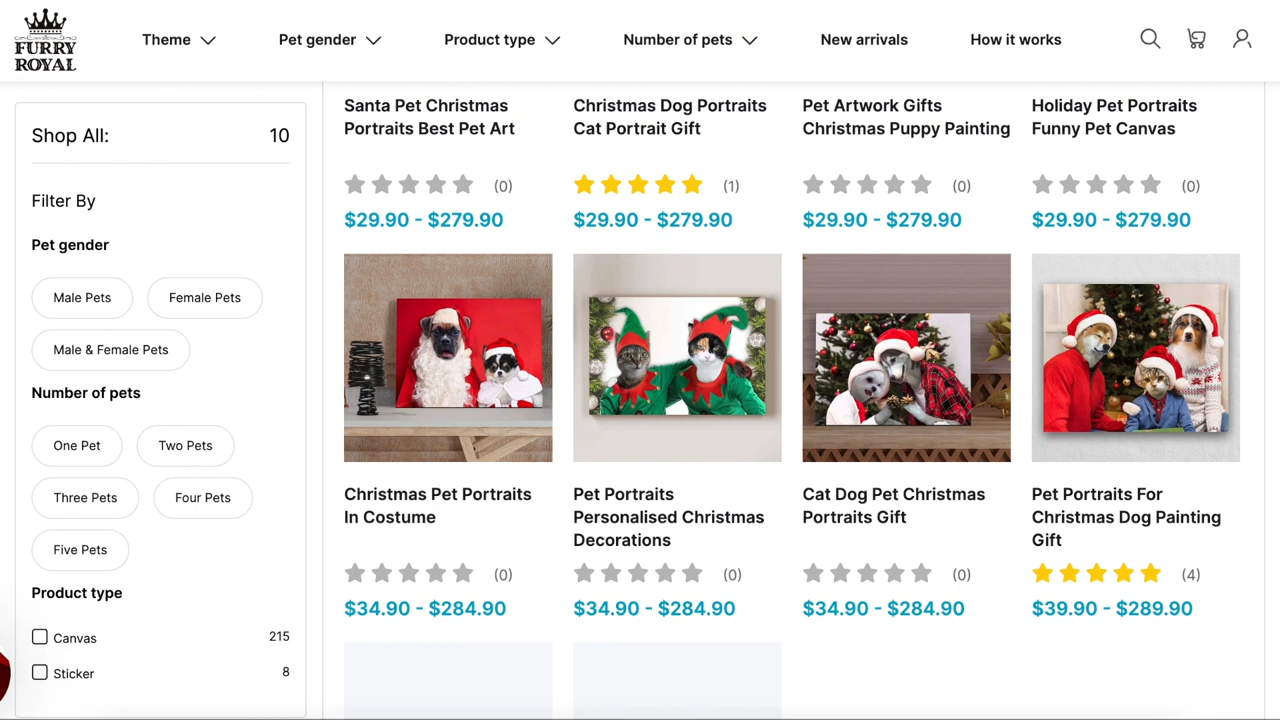 FURRY
ROYAL
Theme
Pet gender
Product type
Number of pets
New arrivals
How it works
Shop All:
10
Filter By
Pet gender
Male Pets
Female Pets
Male & Female Pets
Number of pets
One Pet
Two Pets
Three Pets
Four Pets
Five Pets
Product type
Canvas
215
Sticker
8
Santa Pet Christmas
Portraits Best Pet Art
(0)
$29.90 - $279.90
Christmas Dog Portraits
Cat Portrait Gift
(1)
$29.90 - $279.90
Pet Artwork Gifts
Christmas Puppy Painting
(0)
$29.90 - $279.90
Holiday Pet Portraits
Funny Pet Canvas
(0)
$29.90 - $279.90
Christmas Pet Portraits
In Costume
(0)
$34.90 - $284.90
Pet Portraits
Personalised Christmas
Decorations
(0)
$34.90 - $284.90
Cat Dog Pet Christmas
Portraits Gift
(0)
$34.90 - $284.90
Pet Portraits For
Christmas Dog Painting
Gift
(4)
$39.90 - $289.90